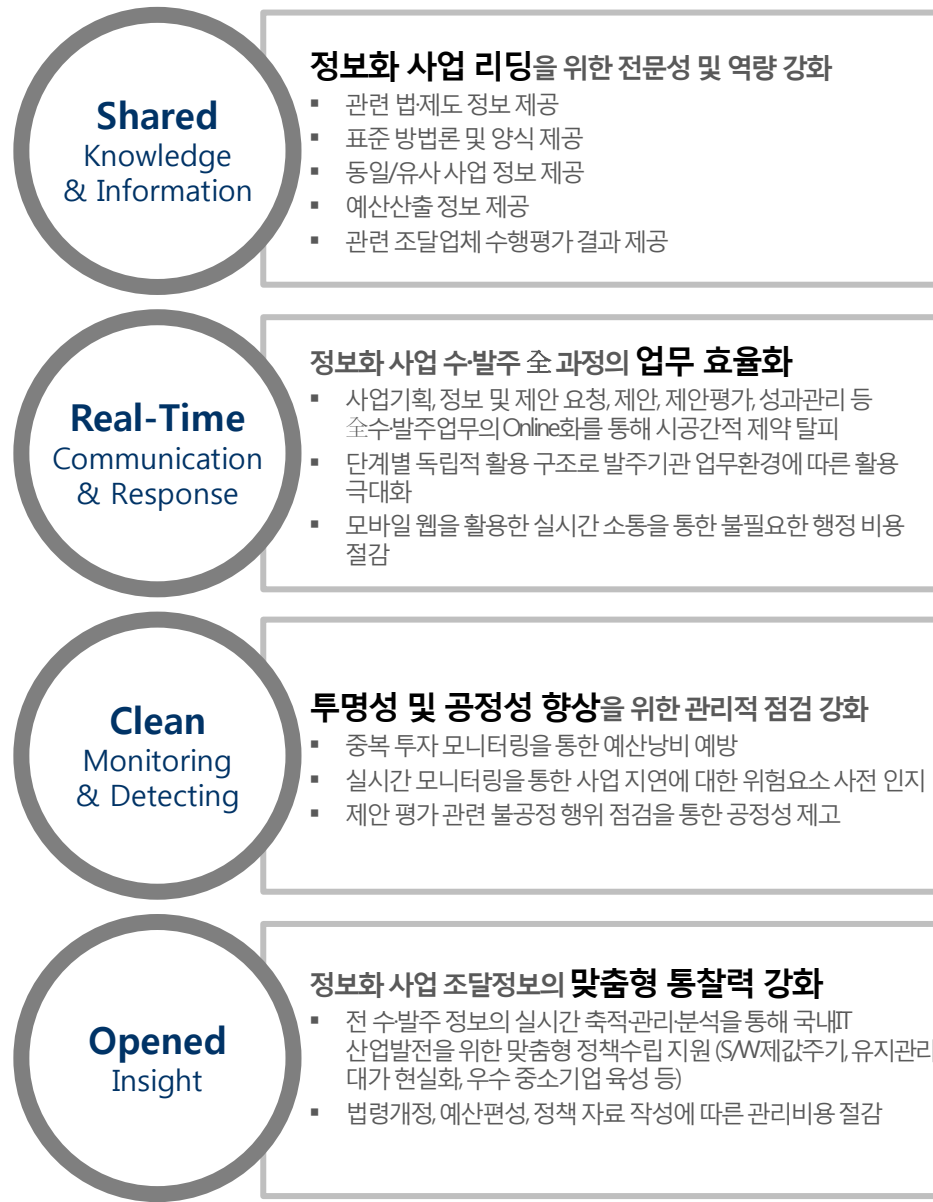 Shared
Knowledge
& Information
정보화 사업 리딩을 위한 전문성 및 역량 강화
▪ 관련 법·제도 정보 제공
▪ 표준 방법론 및 양식 제공
▪ 동일/유사 사업 정보 제공
▪ 예산산출 정보 제공
▪ 관련 조달업체 수행평가 결과 제공
Real-Time
Communication
& Response
정보화 사업 수·발주 全 과정의 업무 효율화
▪ 사업기획, 정보 및 제안 요청, 제안, 제안평가, 성과관리 등
全수·발주업무의 Online화를 통해 시공간적 제약 탈피
▪ 단계별 독립적 활용 구조로 발주기관 업무환경에 따른 활용
극대화
▪ 모바일 웹을 활용한 실시간 소통을 통한 불필요한 행정 비용
절감
Clean
Monitoring
& Detecting
투명성 및 공정성 향상을 위한 관리적 점검 강화
▪ 중복 투자 모니터링을 통한 예산낭비 예방
▪ 실시간 모니터링을 통한 사업 지연에 대한 위험요소 사전 인지
▪ 제안 평가 관련 불공정 행위 점검을 통한 공정성 제고
Opened
Insight
정보화 사업 조달정보의 맞춤형 통찰력 강화
▪ 전 수·발주 정보의 실시간 축적·관리·분석을 통해 국내IT
산업발전을 위한 맞춤형 정책수립 지원 (S/W제값주기, 유지관리
대가 현실화, 우수 중소기업 육성 등)
▪ 법령개정, 예산편성, 정책 자료 작성에 따른 관리비용 절감